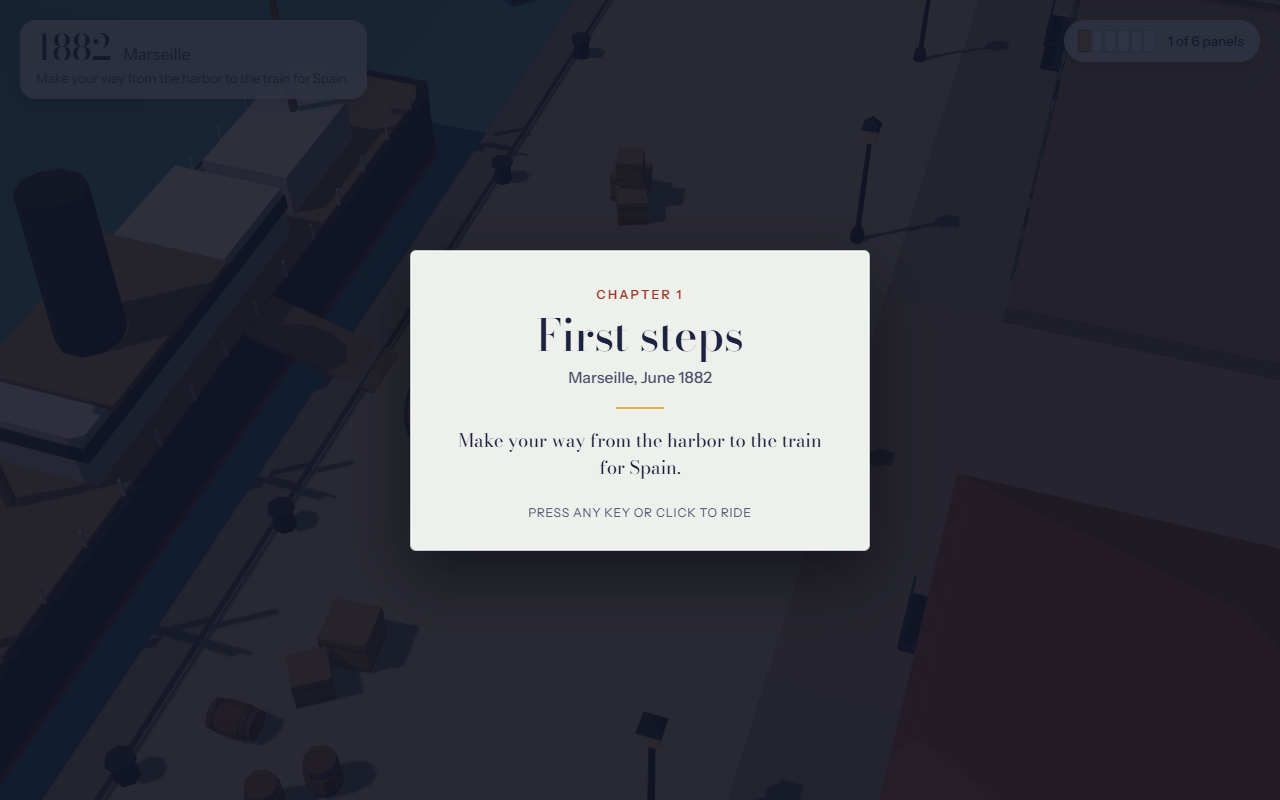 1882 Marseille
Make your way from the harbor to the train for Spain.
1 of 6 panels
CHAPTER 1
First steps
Marseille, June 1882
Make your way from the harbor to the train
for Spain.
PRESS ANY KEY OR CLICK TO RIDE